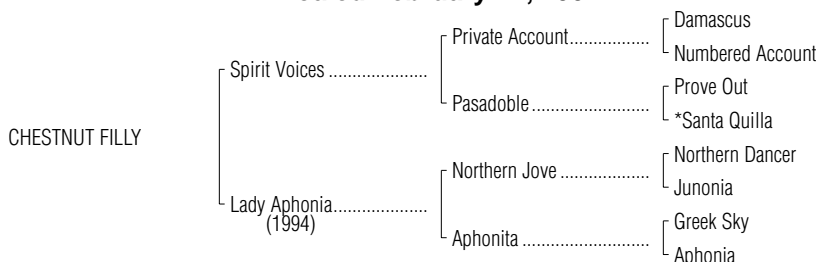 Damascus
Private Account
Numbered Account
Spirit Voices
Prove Out
Pasadoble
*Santa Quilla
CHESTNUT FILLY
Northern Dancer
Northern Jove
Junonia
Lady Aphonia
(1994)
Greek Sky
Aphonita
Aphonia